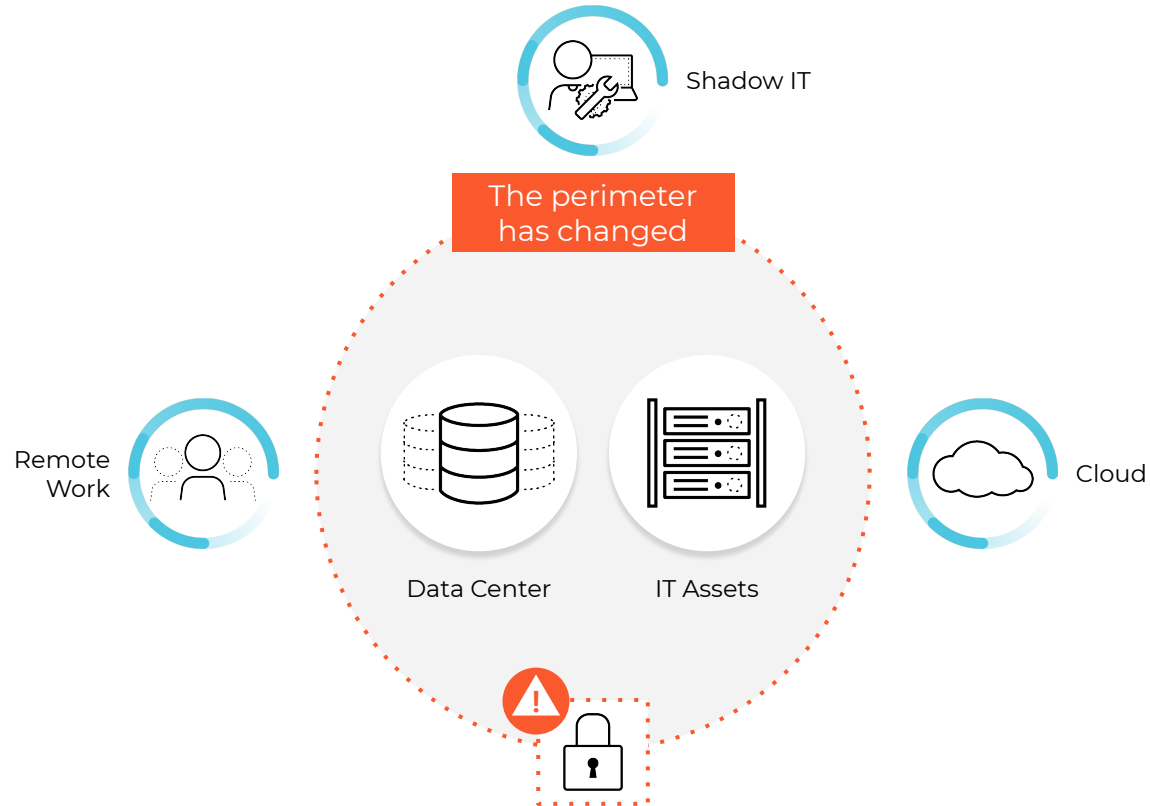 Shadow IT
The perimeter
has changed
Remote
Work
Cloud
Data Center
IT Assets
!